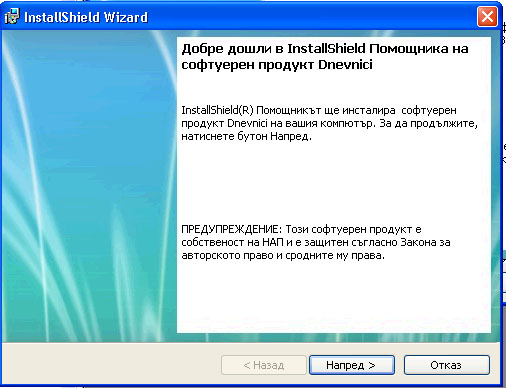 InstallShield Wizard
Добре дошли в InstallShield Помощника на
софтуерен продукт Dnevnici
InstallShield(R) Помощникът ще инсталира софтуерен
продукт Dnevnici на вашия компютър. За да продължите,
натиснете бутон Напред.
ПРЕДУПРЕЖДЕНИЕ: Този софтуерен продукт е
собственост на НАП и е защитен съгласно Закона за
авторското право и сродните му права.
< Назад
Напред >
Отказ